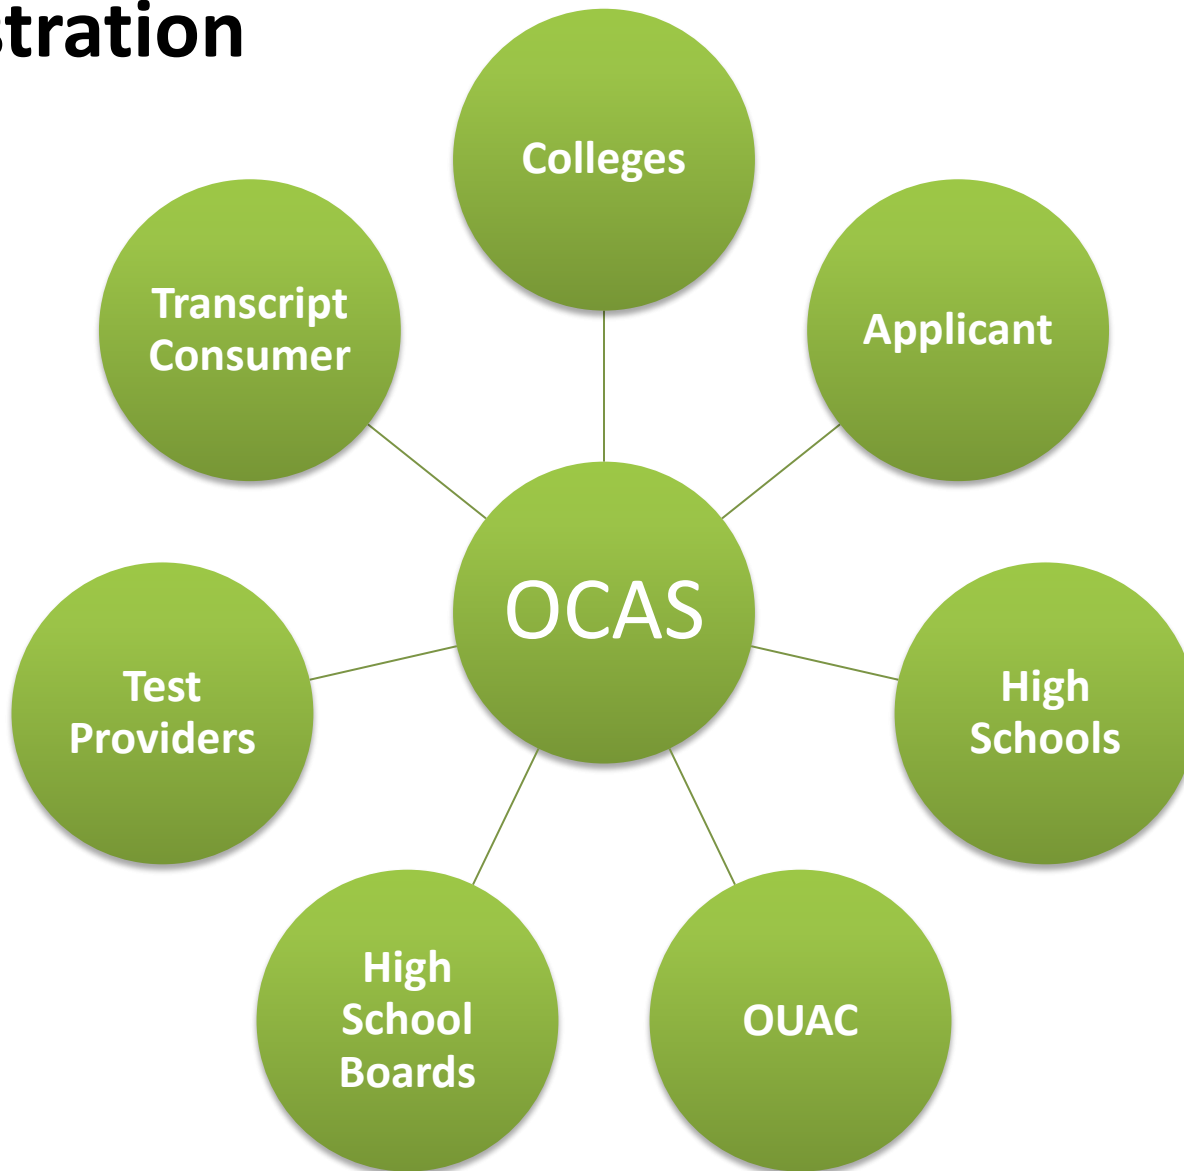 stration
Colleges
Applicant
High
Schools
OUAC
High
School
Boards
Test
Providers
Transcript
Consumer
OCAS